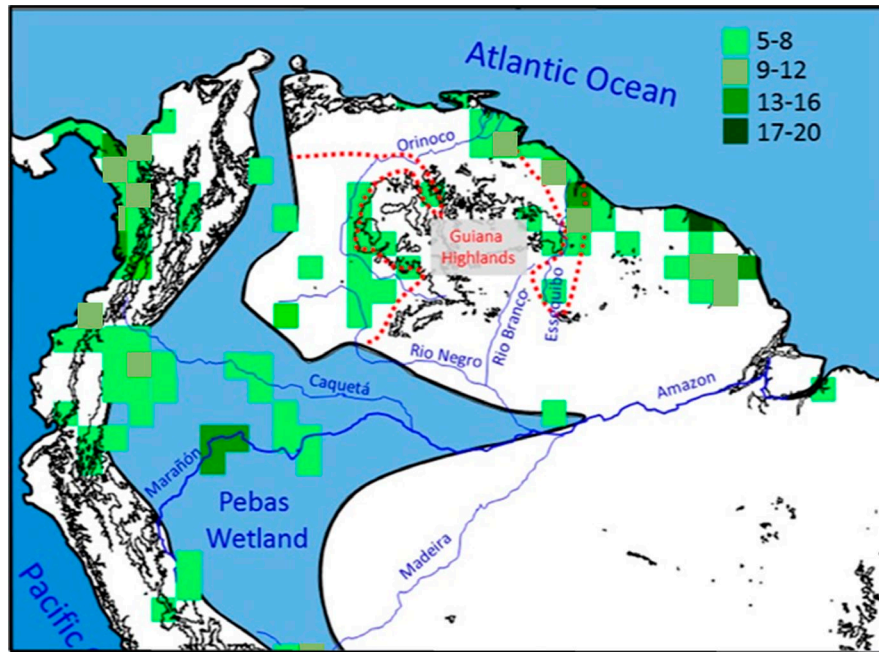 5-8
9-12
13-16
17-20
Atlantic Ocean
Orinoco
Guiana
Highlands
Essequibo
Rio Branco
Rio Negro
Caquetá
Amazon
Marañón
Pebas
Wetland
Madeira
Pacific